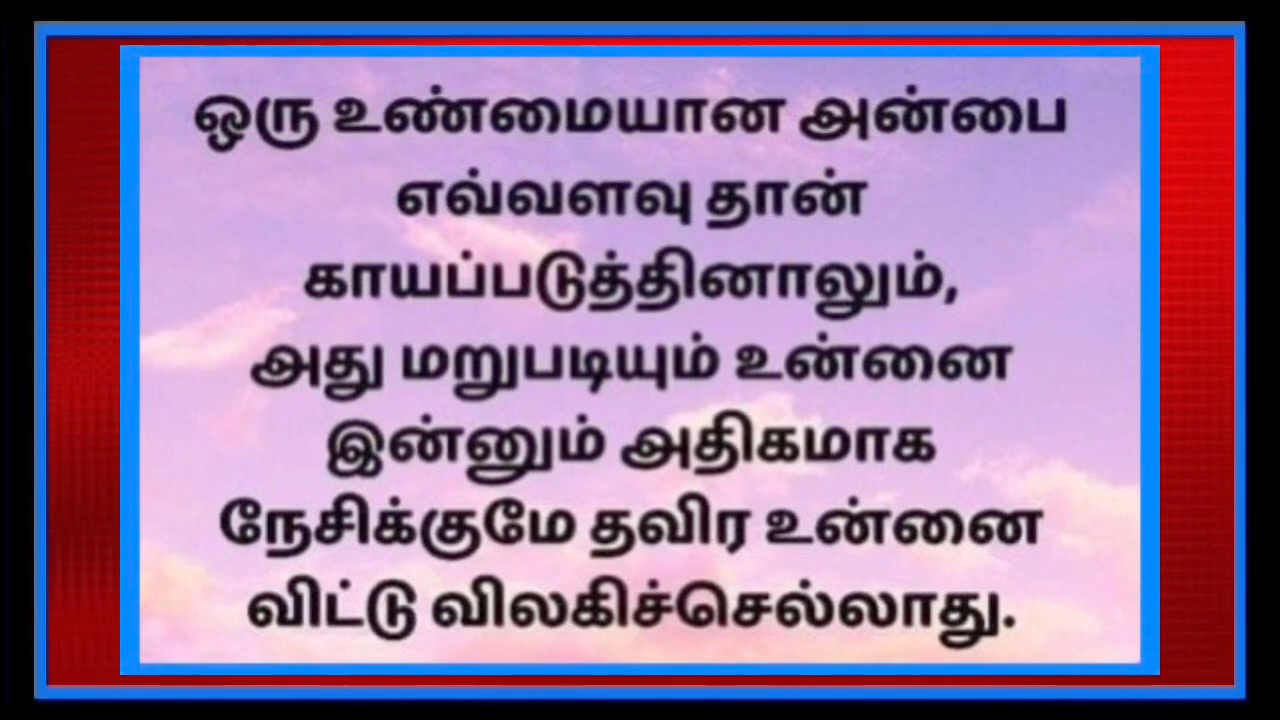 ஒரு உண்மையான அன்பை
எவ்வளவு தான்
காயப்படுத்தினாலும்,
அது மறுபடியும் உன்னை
இன்னும் அதிகமாக
நேசிக்குமே தவிர உன்னை
விட்டு விலகிச்செல்லாது.